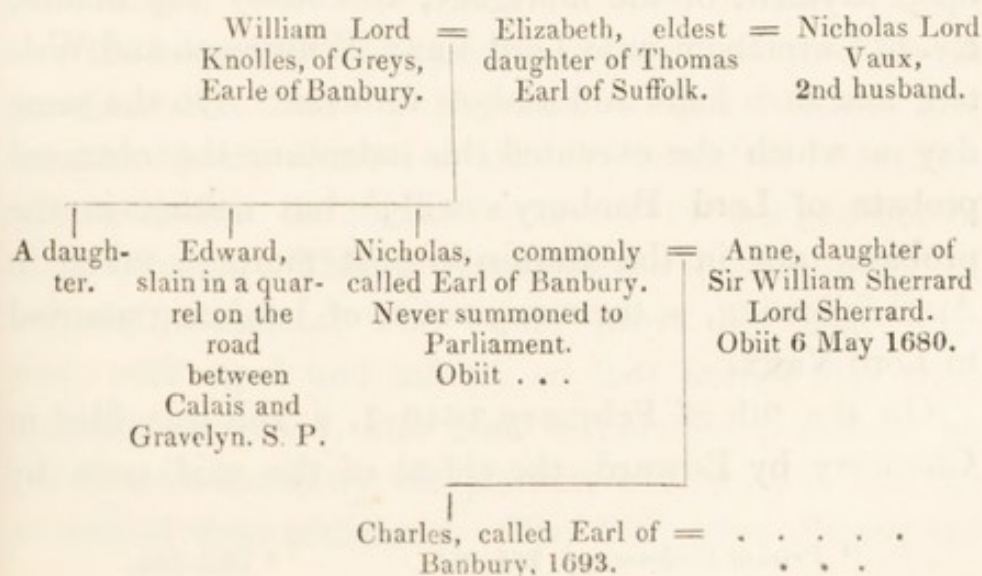 William Lord = Elizabeth, eldest = Nicholas Lord
Knolles, of Greys, daughter of Thomas Vaux,
Earle of Banbury. Earl of Suffolk. 2nd husband.
A daugh- Edward, Nicholas, commonly = Anne, daughter of
ter. slain in a quar- called Earl of Banbury. Sir William Sherrard
rel on the Never summoned to Lord Sherrard.
road Parliament. Obiit 6 May 1680.
between Obiit . . .
Calais and
Gravelyn. S. P.
Charles, called Earl of = . . . . .
Banbury, 1693. . . .